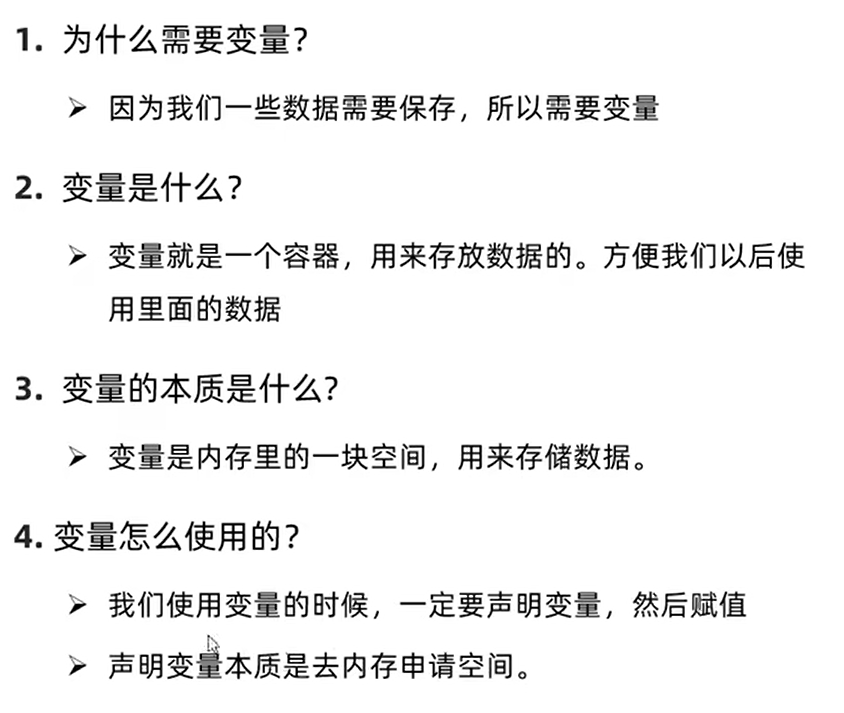 1. 为什么需要变量？
➢ 因为我们一些数据需要保存，所以需要变量
2. 变量是什么？
➢ 变量就是一个容器，用来存放数据的。方便我们以后使
用里面的数据
3. 变量的本质是什么？
➢ 变量是内存里的一块空间，用来存储数据。
4. 变量怎么使用的？
➢ 我们使用变量的时候，一定要声明变量，然后赋值
➢ 声明变量本质是去内存申请空间。